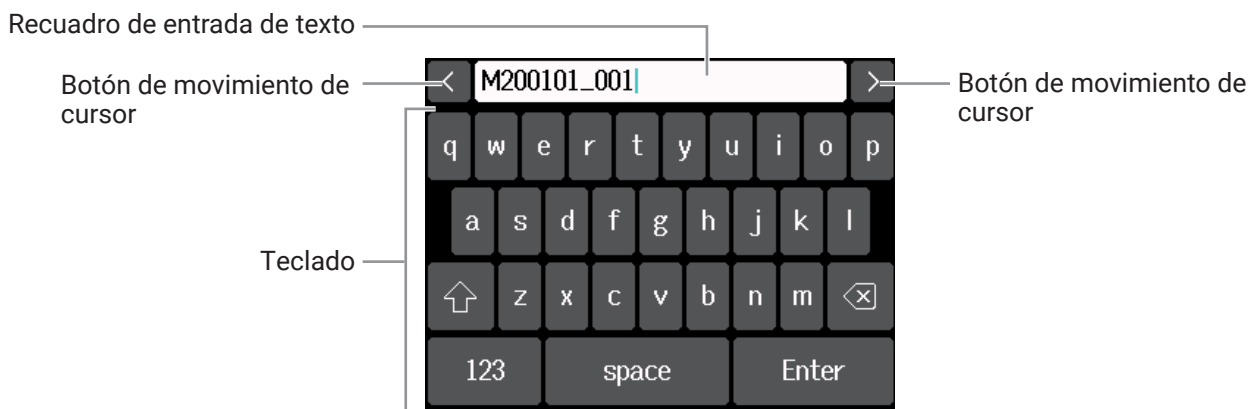 Recuadro de entrada de texto
Botón de movimiento de
cursor
< M200101_001 >
Botón de movimiento de
cursor
q w e r t y u i o p
a s d f g h j k l
Teclado
z x c v b n m
123 space Enter